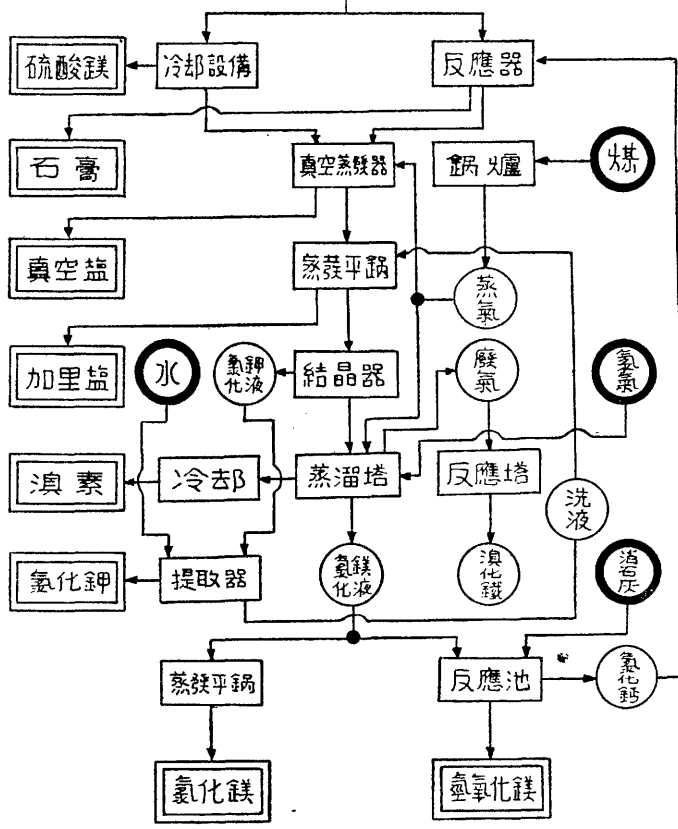 硫酸鎂
冷却設備
反應器
石膏
真空蒸發器
鍋爐
煤
真空塩
蒸發平鍋
蒸氣
加里塩
水
氯鉀
化液
結晶器
廢氣
氯氣
溴素
冷却
蒸溜塔
反應塔
洗液
氯化鉀
提取器
氯鎂
化液
溴化鐵
消石灰
蒸發平鍋
反應池
氯化鈣
氯化鎂
氫氧化鎂